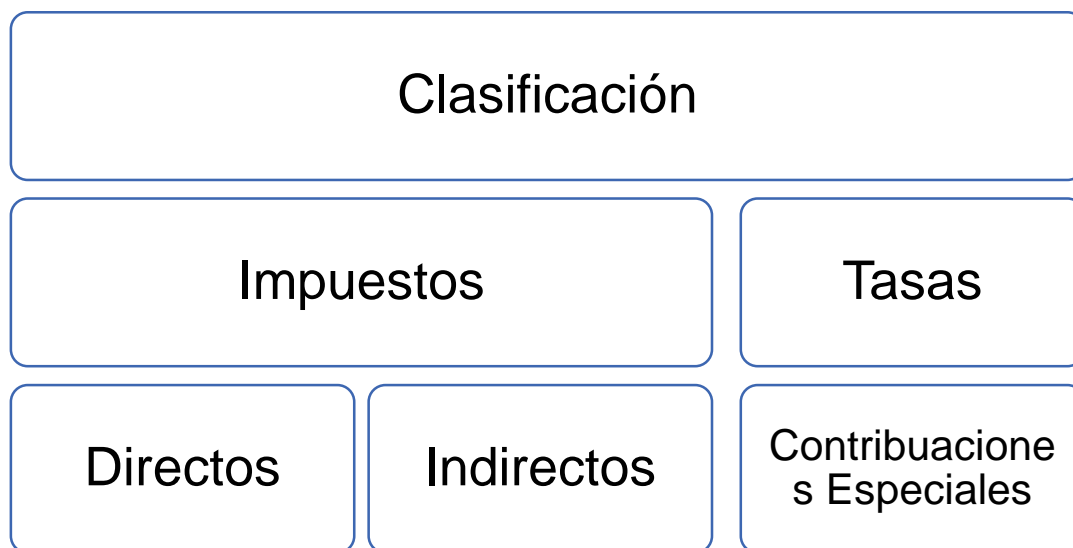 Clasificación
Impuestos
Tasas
Directos
Indirectos
Contribuacione
s Especiales